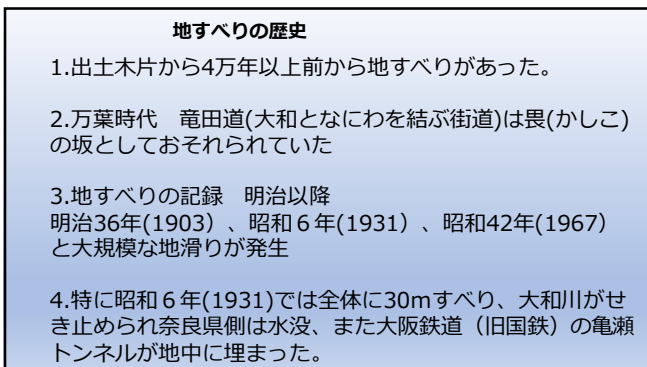 地すべりの歴史
1.出土木片から4万年以上前から地すべりがあった。
2.万葉時代　竜田道(大和となにわを結ぶ街道)は畏(かしこ)
の坂としておそれられていた
3.地すべりの記録　明治以降
明治36年(1903）、昭和６年(1931）、昭和42年(1967）
と大規模な地滑りが発生
4.特に昭和６年(1931)では全体に30mすべり、大和川がせ
き止められ奈良県側は水没、また大阪鉄道（旧国鉄）の亀瀬
トンネルが地中に埋まった。